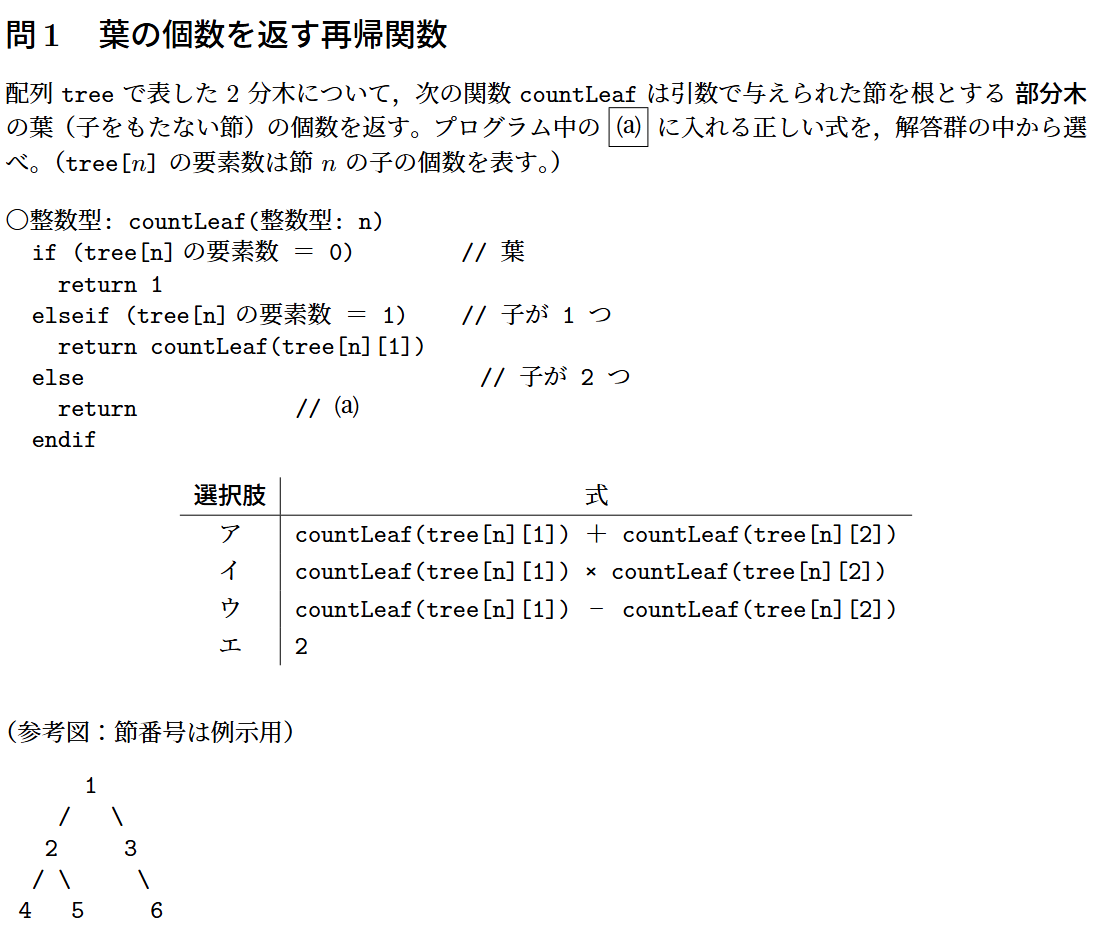 問1 葉の個数を返す再帰関数
配列 tree で表した 2 分木について，次の関数 countLeaf は引数で与えられた節を根とする 部分木
の葉（子をもたない節）の個数を返す。プログラム中の (a) に入れる正しい式を，解答群の中から選
べ。（tree[n] の要素数は節 n の子の個数を表す。）
○整数型: countLeaf(整数型: n)
if (tree[n] の要素数 ＝ 0) // 葉
return 1
elseif (tree[n] の要素数 ＝ 1) // 子が 1 つ
return countLeaf(tree[n][1])
else // 子が 2 つ
return // (a)
endif
選択肢 式
ア countLeaf(tree[n][1]) ＋ countLeaf(tree[n][2])
イ countLeaf(tree[n][1]) × countLeaf(tree[n][2])
ウ countLeaf(tree[n][1]) － countLeaf(tree[n][2])
エ 2
（参考図：節番号は例示用）
1
/ \
2 3
/ \ \
4 5 6